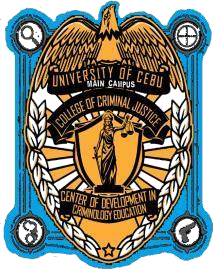 UNIVERSITY OF CEBU
MAIN CAMPUS
COLLEGE OF CRIMINAL JUSTICE
CENTER OF DEVELOPMENT IN
CRIMINOLOGY EDUCATION